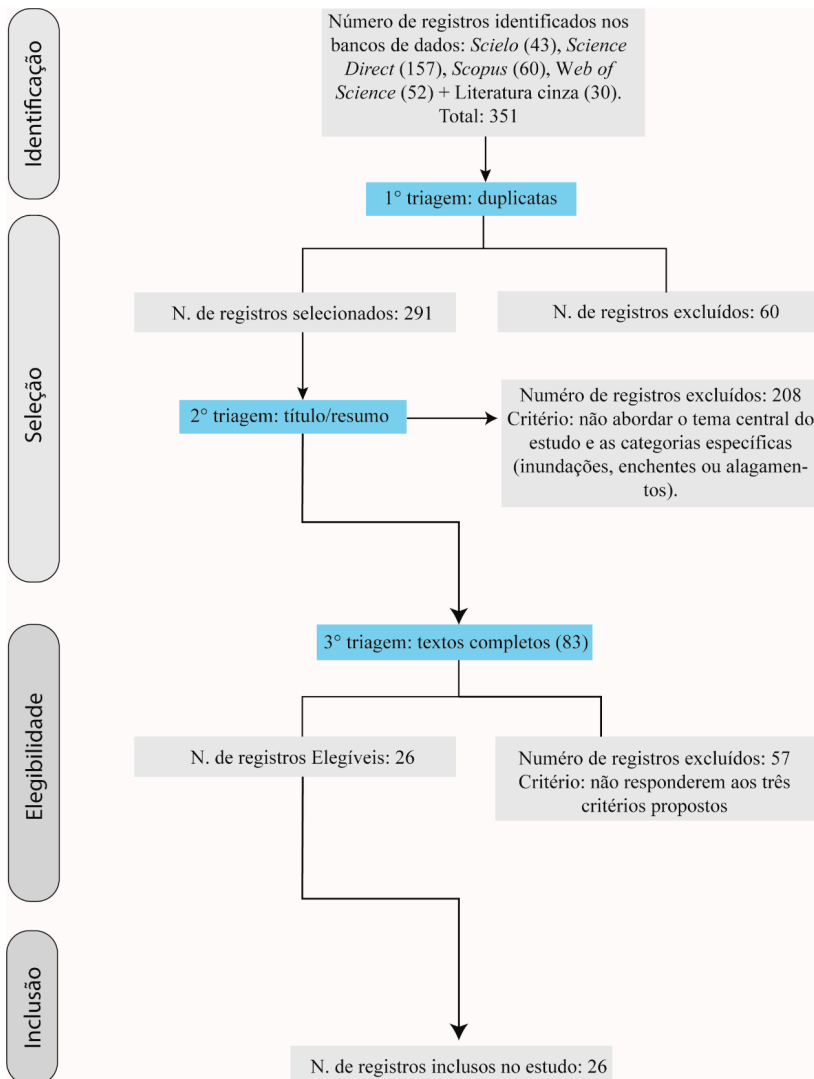 Identificação
Número de registros identificados nos
bancos de dados: Scielo (43), Science
Direct (157), Scopus (60), Web of
Science (52) + Literatura cinza (30).
Total: 351
1° triagem: duplicatas
Seleção
N. de registros selecionados: 291
N. de registros excluídos: 60
2° triagem: título/resumo
Numéro de registros excluídos: 208
Critério: não abordar o tema central do
estudo e as categorias específicas
(inundações, enchentes ou alagamen-
tos).
3° triagem: textos completos (83)
Elegibilidade
N. de registros Elegíveis: 26
Numéro de registros excluídos: 57
Critério: não responderem aos três
critérios propostos
Inclusão
N. de registros inclusos no estudo: 26